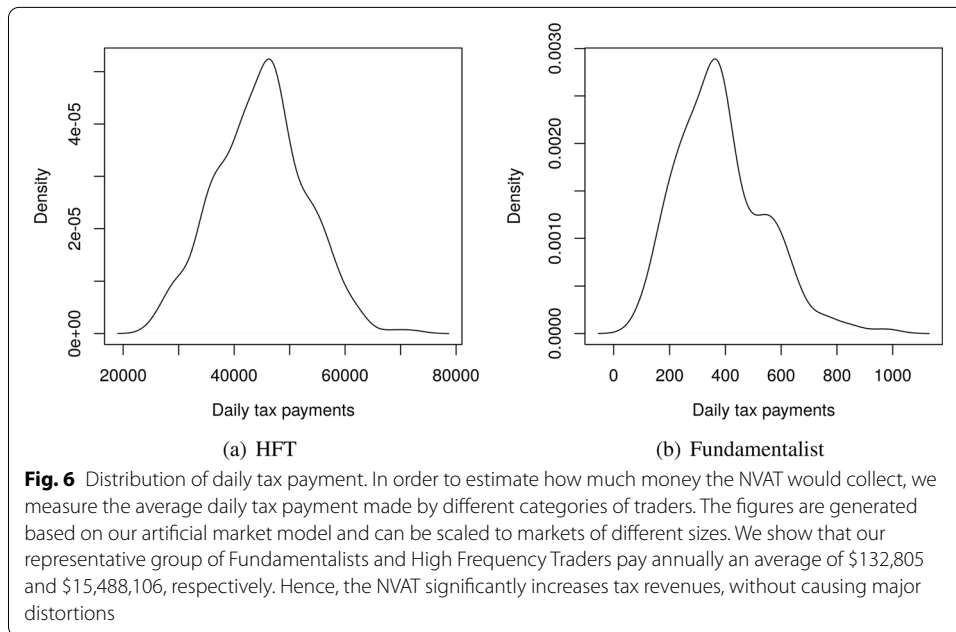 0e+00 2e-05 4e-05
Density
20000 40000 60000 80000
Daily tax payments
(a) HFT
0.0000 0.0010 0.0020 0.0030
Density
0 200 400 600 800 1000
Daily tax payments
(b) Fundamentalist
Fig. 6 Distribution of daily tax payment. In order to estimate how much money the NVAT would collect, we
measure the average daily tax payment made by different categories of traders. The figures are generated
based on our artificial market model and can be scaled to markets of different sizes. We show that our
representative group of Fundamentalists and High Frequency Traders pay annually an average of $132,805
and $15,488,106, respectively. Hence, the NVAT significantly increases tax revenues, without causing major
distortions